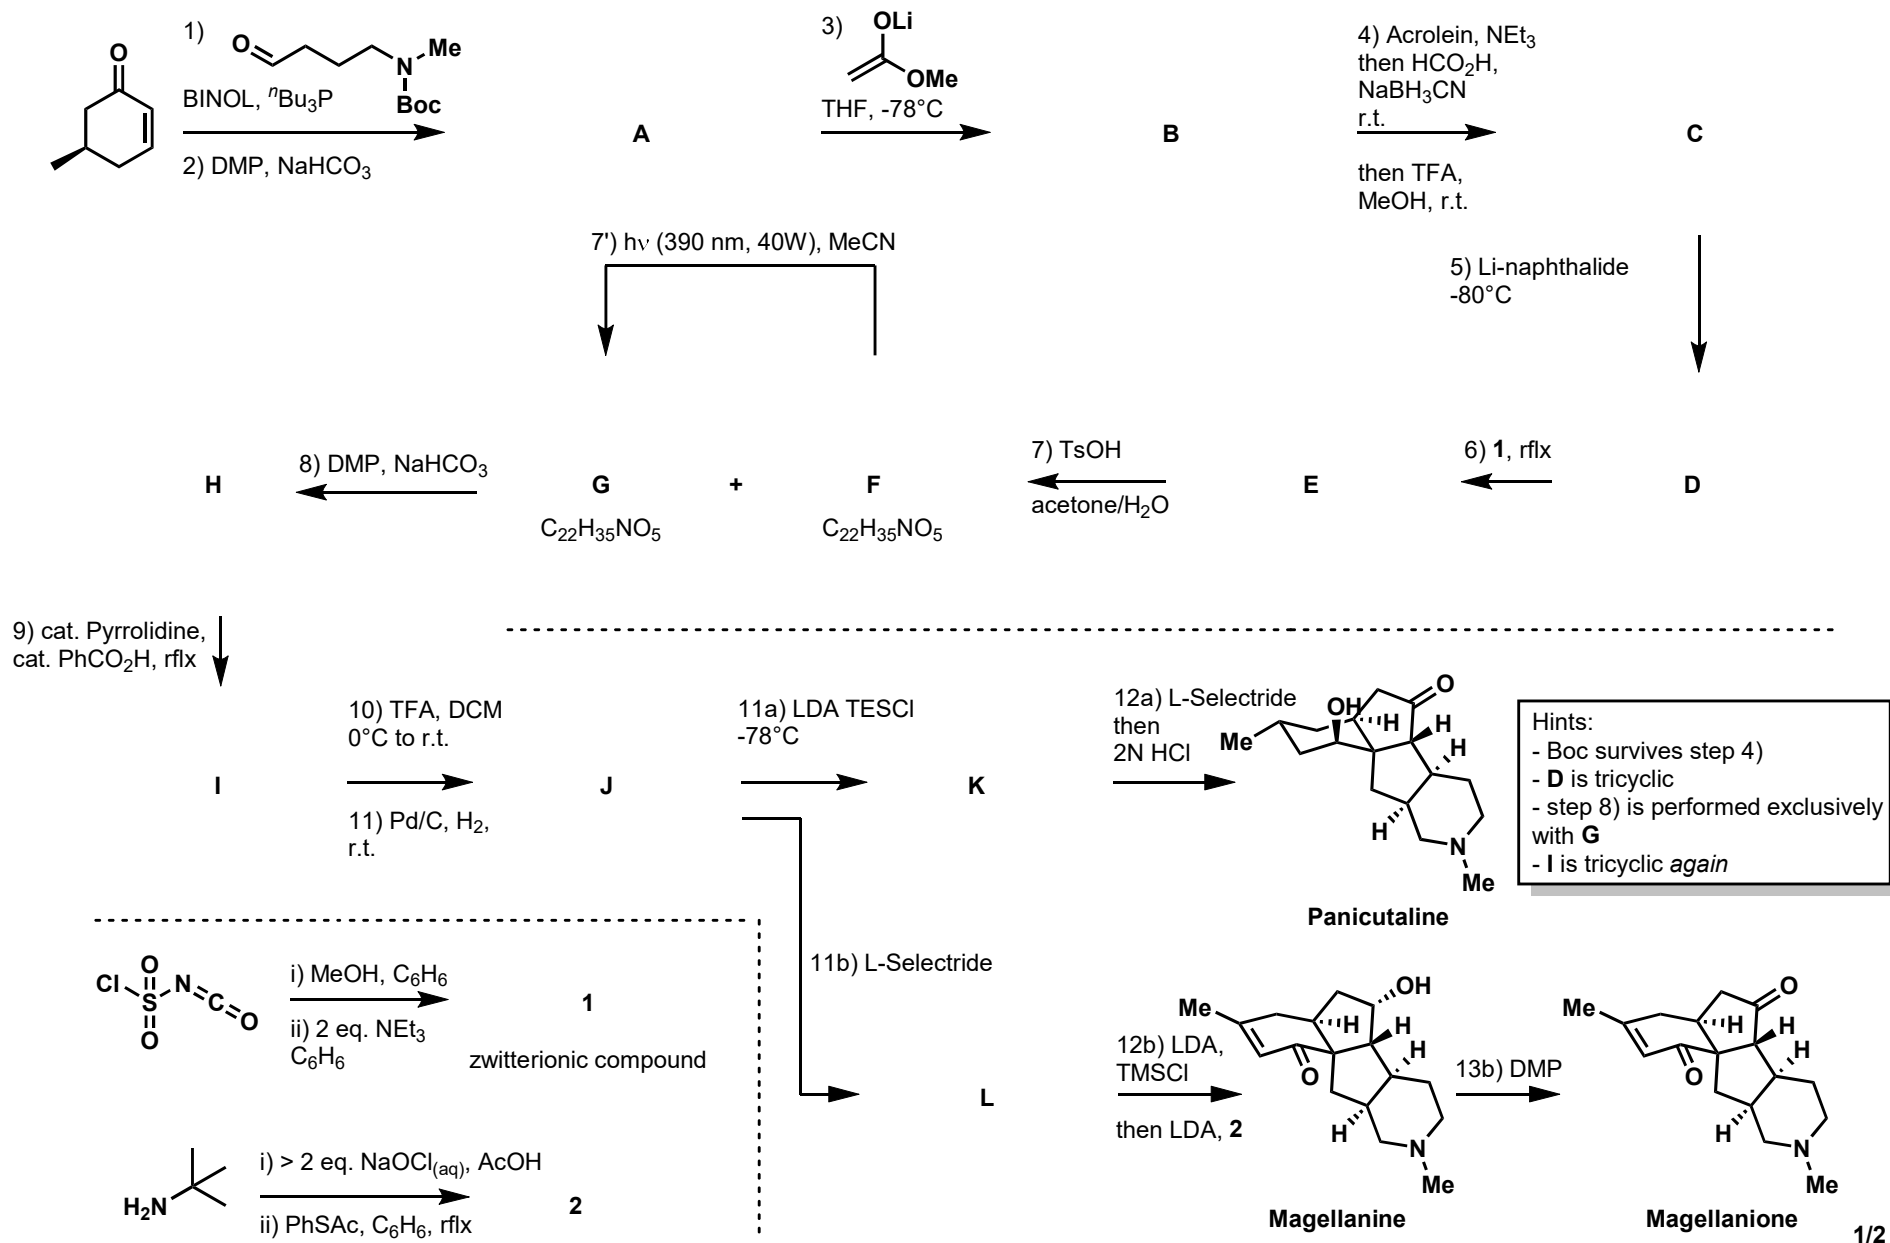 1)
O
N
Me
Boc
O
BINOL, nBu3P
2) DMP, NaHCO3
A
3)
OLi
OMe
THF, -78°C
B
4) Acrolein, NEt3
then HCO2H,
NaBH3CN
r.t.
then TFA,
MeOH, r.t.
C
7') hν (390 nm, 40W), MeCN
5) Li-naphthalide
-80°C
H
8) DMP, NaHCO3
G
C22H35NO5
+
F
C22H35NO5
7) TsOH
acetone/H2O
E
6) 1, rflx
D
9) cat. Pyrrolidine,
cat. PhCO2H, rflx
I
10) TFA, DCM
0°C to r.t.
11) Pd/C, H2,
r.t.
J
11a) LDA TESCl
-78°C
K
12a) L-Selectride
then
2N HCl
Me
OH
H
O
H
H
H
N
Me
Panicutaline
Hints:
- Boc survives step 4)
- D is tricyclic
- step 8) is performed exclusively
with G
- I is tricyclic again
11b) L-Selectride
L
12b) LDA,
TMSCl
then LDA, 2
Me
OH
H
H
H
O
H
N
Me
Magellanine
13b) DMP
Me
O
H
H
H
O
H
N
Me
Magellanione
Cl
O
S
O
N
C
O
i) MeOH, C6H6
ii) 2 eq. NEt3
C6H6
1
zwitterionic compound
H2N
i) > 2 eq. NaOCl(aq), AcOH
ii) PhSAc, C6H6, rflx
2
1/2